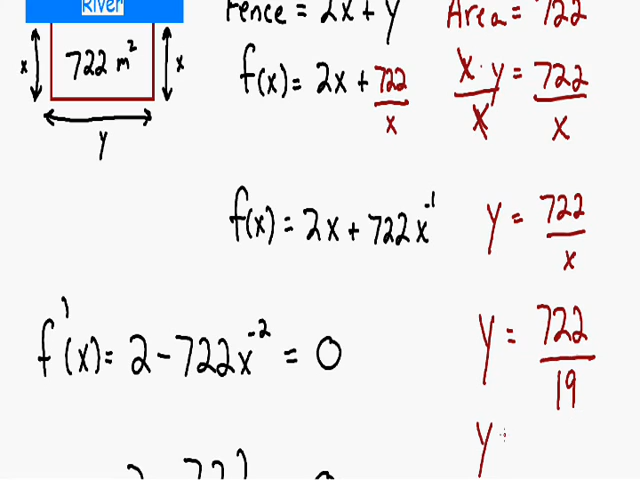 River
Fence = 2x + y
Area = 722
x 722 m² x
y
f(x) = 2x + 722/x
x · y / x = 722 / x
f(x) = 2x + 722x⁻¹
y = 722/x
f'(x) = 2 - 722x⁻² = 0
y = 722/19
y